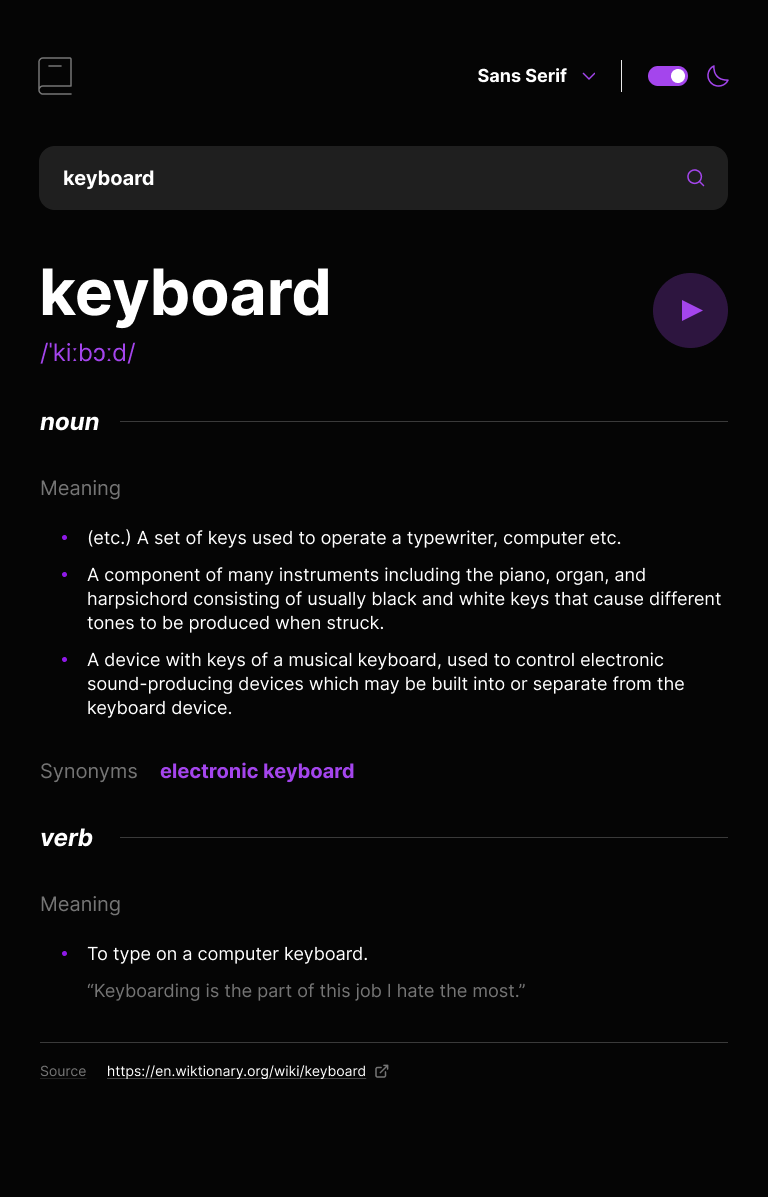 Sans Serif
keyboard
keyboard
/ˈkiːbɔːd/
noun
Meaning
(etc.) A set of keys used to operate a typewriter, computer etc.
A component of many instruments including the piano, organ, and
harpsichord consisting of usually black and white keys that cause different
tones to be produced when struck.
A device with keys of a musical keyboard, used to control electronic
sound-producing devices which may be built into or separate from the
keyboard device.
Synonyms electronic keyboard
verb
Meaning
To type on a computer keyboard.
“Keyboarding is the part of this job I hate the most.”
Source https://en.wiktionary.org/wiki/keyboard